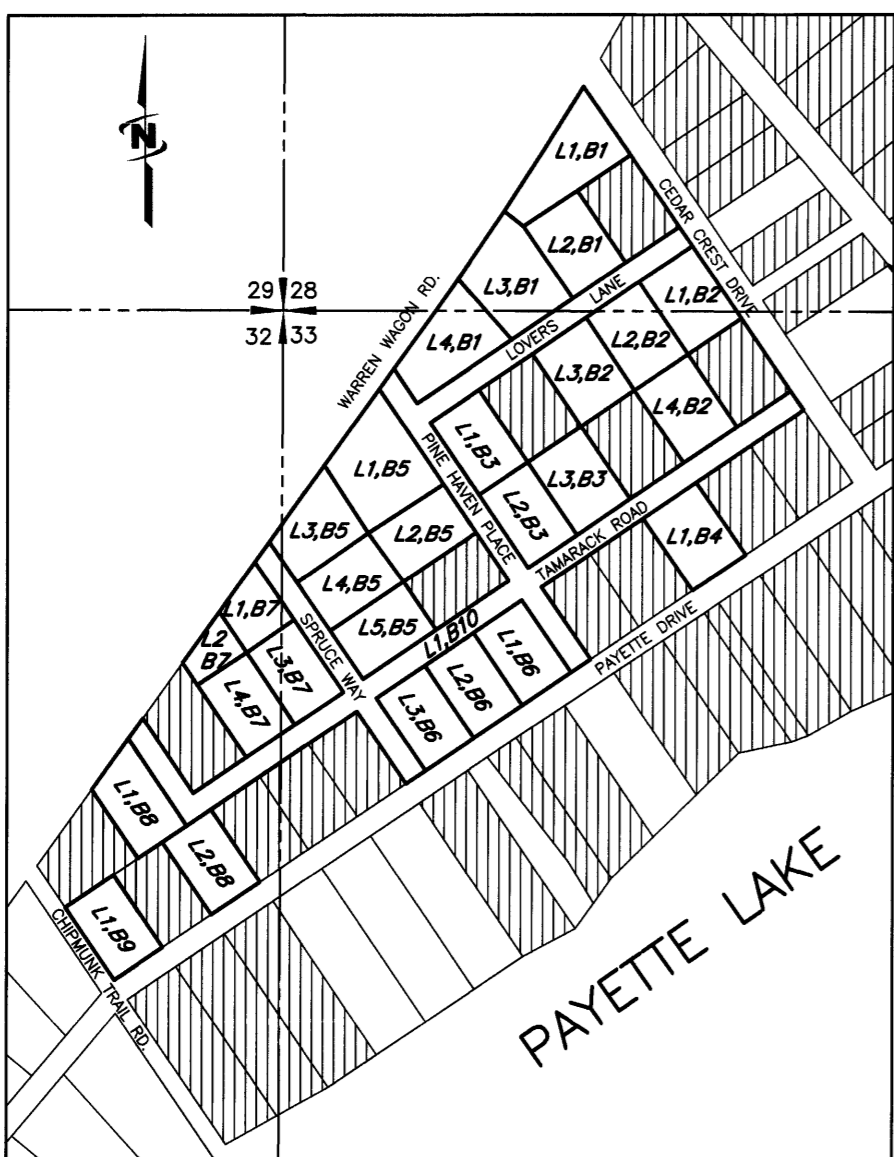 N
29 28
32 33
WARREN WAGON RD.
CEDAR CREST DRIVE
LOVERS LANE
PINE HAVEN PLACE
TAMARACK ROAD
PAYETTE DRIVE
SPRUCE WAY
CHIPMUNK TRAIL RD.
PAYETTE LAKE
L1,B1
L2,B1
L3,B1
L4,B1
L1,B2
L2,B2
L3,B2
L4,B2
L1,B3
L2,B3
L3,B3
L1,B4
L1,B5
L2,B5
L3,B5
L4,B5
L5,B5
L1,B10
L1,B6
L2,B6
L3,B6
L1,B7
L2
B7
L3,B7
L4,B7
L1,B8
L2,B8
L1,B9